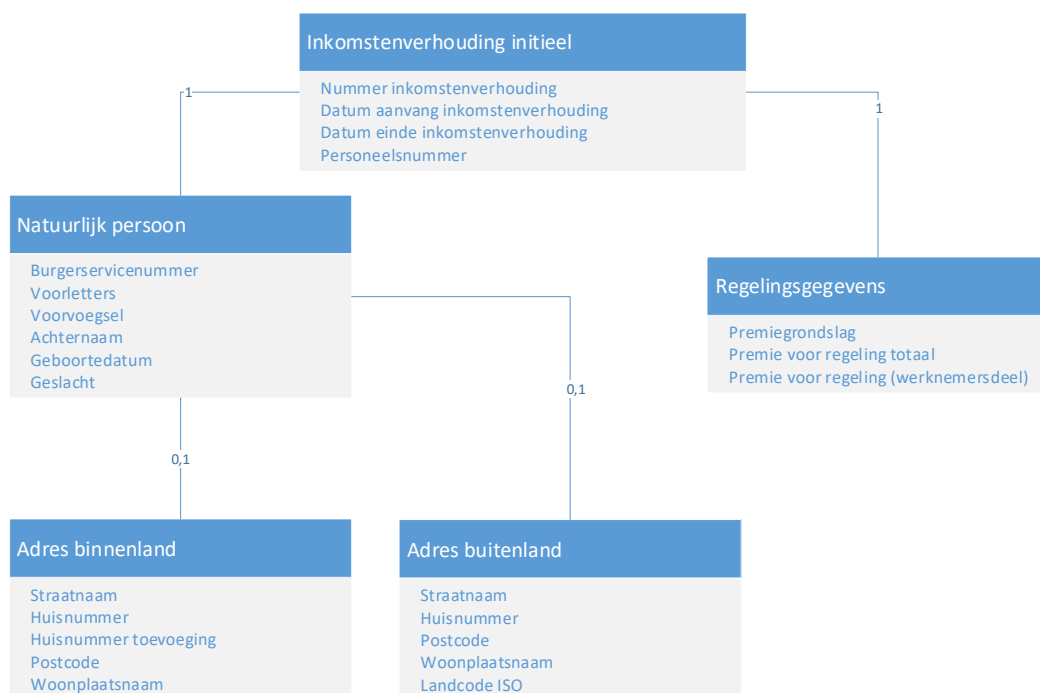 Inkomstenverhouding initieel
Nummer inkomstenverhouding
Datum aanvang inkomstenverhouding
Datum einde inkomstenverhouding
Personeelsnummer
1
1
Natuurlijk persoon
Burgerservicenummer
Voorletters
Voorvoegsel
Achternaam
Geboortedatum
Geslacht
Regelingsgegevens
Premiegrondslag
Premie voor regeling totaal
Premie voor regeling (werknemersdeel)
0,1
0,1
Adres binnenland
Straatnaam
Huisnummer
Huisnummer toevoeging
Postcode
Woonplaatsnaam
Adres buitenland
Straatnaam
Huisnummer
Postcode
Woonplaatsnaam
Landcode ISO